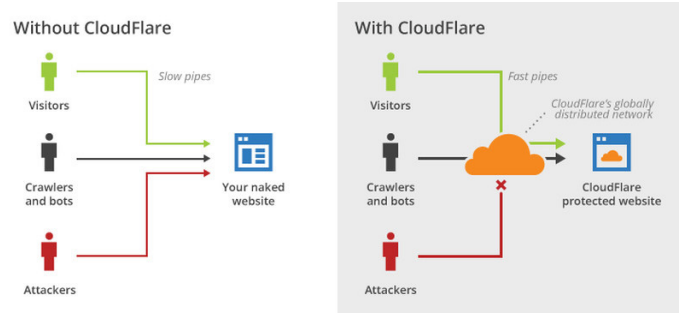 Without CloudFlare
Slow pipes
Visitors
Crawlers
and bots
Your naked
website
Attackers
With CloudFlare
Fast pipes
CloudFlare's globally
distributed network
Visitors
Crawlers
and bots
CloudFlare
protected website
Attackers